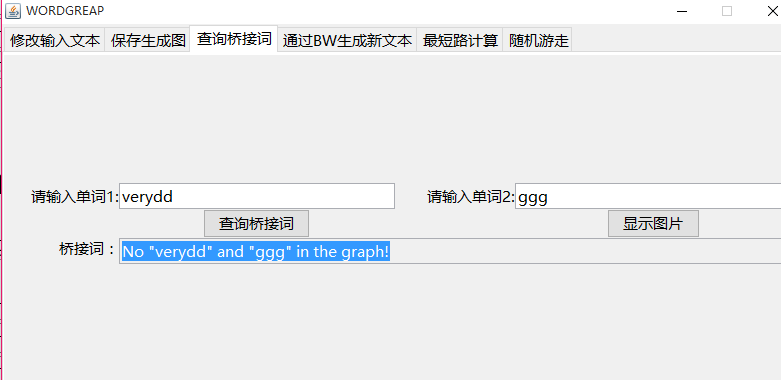 WORDGREAP
修改输入文本 保存生成图 查询桥接词 通过BW生成新文本 最短路计算 随机游走
请输入单词1: verydd 请输入单词2: ggg
查询桥接词 显示图片
桥接词： No "verydd" and "ggg" in the graph!